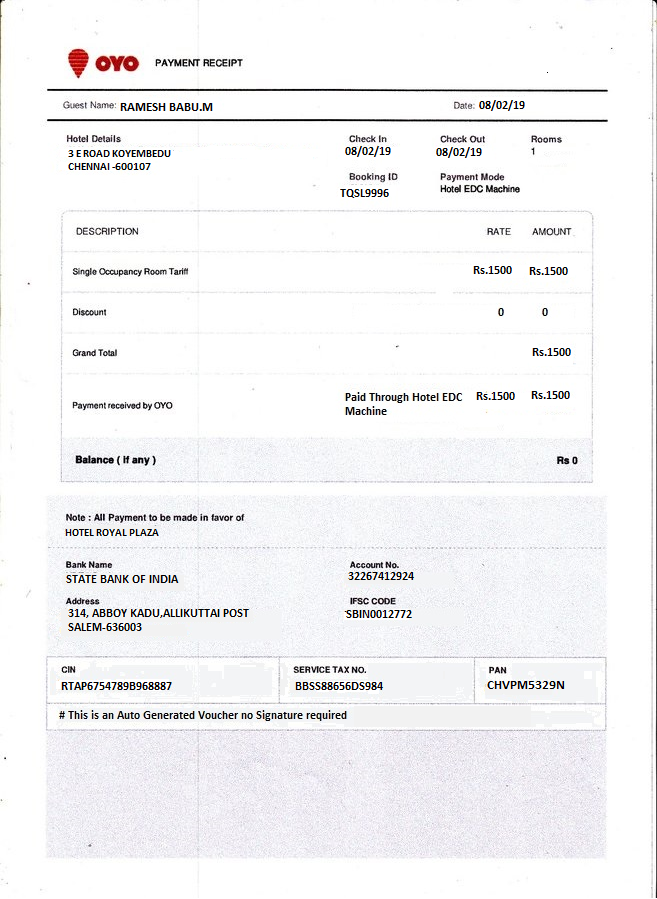 OYO PAYMENT RECEIPT
Guest Name: RAMESH BABU.M Date: 08/02/19
Hotel Details Check In Check Out Rooms
3 E ROAD KOYEMBEDU 08/02/19 08/02/19 1
CHENNAI -600107
Booking ID Payment Mode
TQSL9996 Hotel EDC Machine
DESCRIPTION RATE AMOUNT
Single Occupancy Room Tariff Rs.1500 Rs.1500
Discount 0 0
Grand Total Rs.1500
Payment received by OYO Paid Through Hotel EDC Rs.1500 Rs.1500
Machine
Balance ( if any ) Rs 0
Note : All Payment to be made in favor of
HOTEL ROYAL PLAZA
Bank Name Account No.
STATE BANK OF INDIA 32267412924
Address IFSC CODE
314, ABBOY KADU,ALLIKUTTAI POST SBIN0012772
SALEM-636003
CIN SERVICE TAX NO. PAN
RTAP6754789B968887 BBSS88656DS984 CHVPM5329N
# This is an Auto Generated Voucher no Signature required